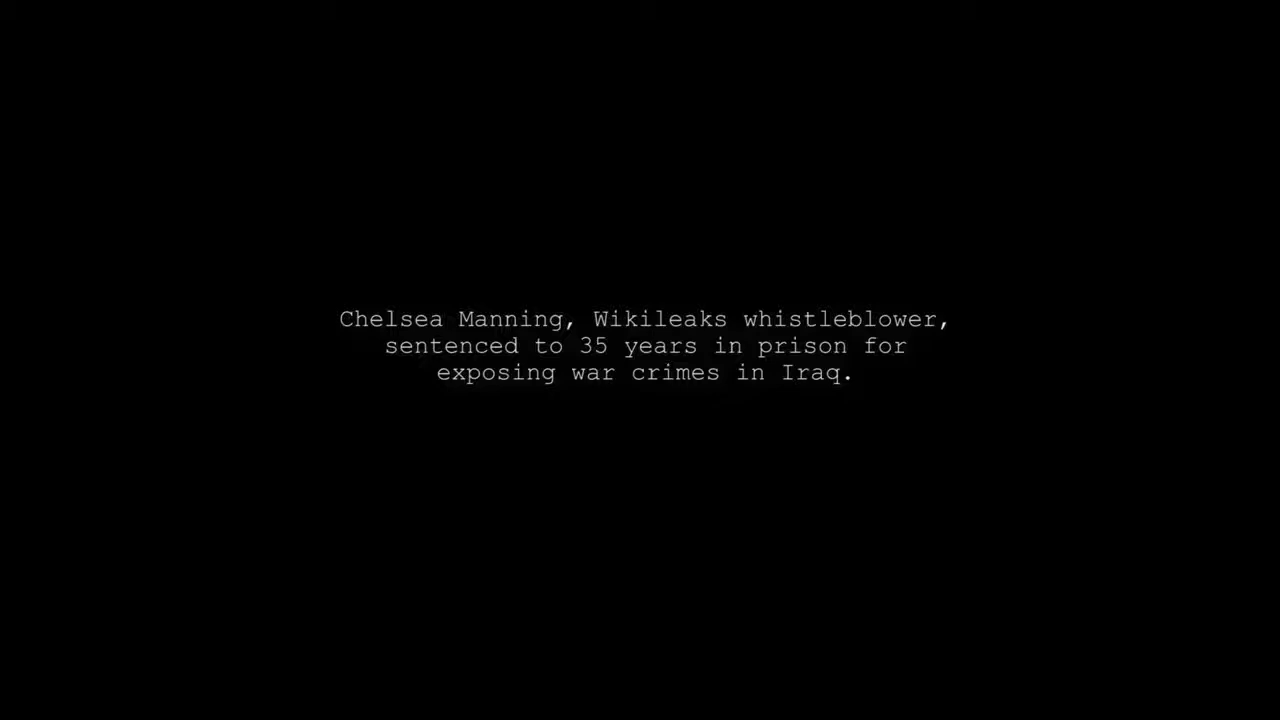 Chelsea Manning, Wikileaks whistleblower,
sentenced to 35 years in prison for
exposing war crimes in Iraq.